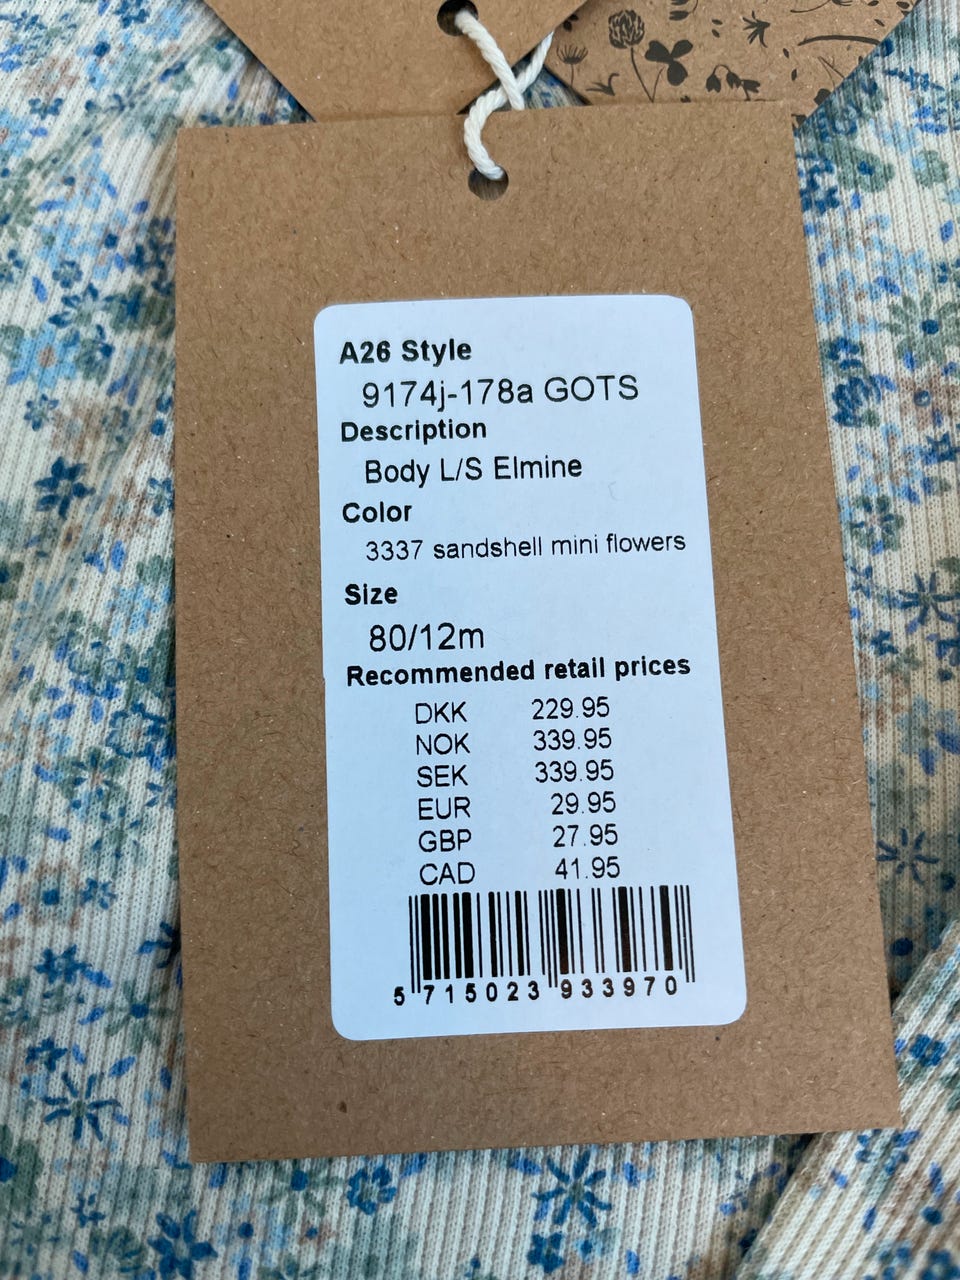 A26 Style
9174j-178a GOTS
Description
Body L/S Elmine
Color
3337 sandshell mini flowers
Size
80/12m
Recommended retail prices
DKK 229.95
NOK 339.95
SEK 339.95
EUR 29.95
GBP 27.95
CAD 41.95
5 715023 933970